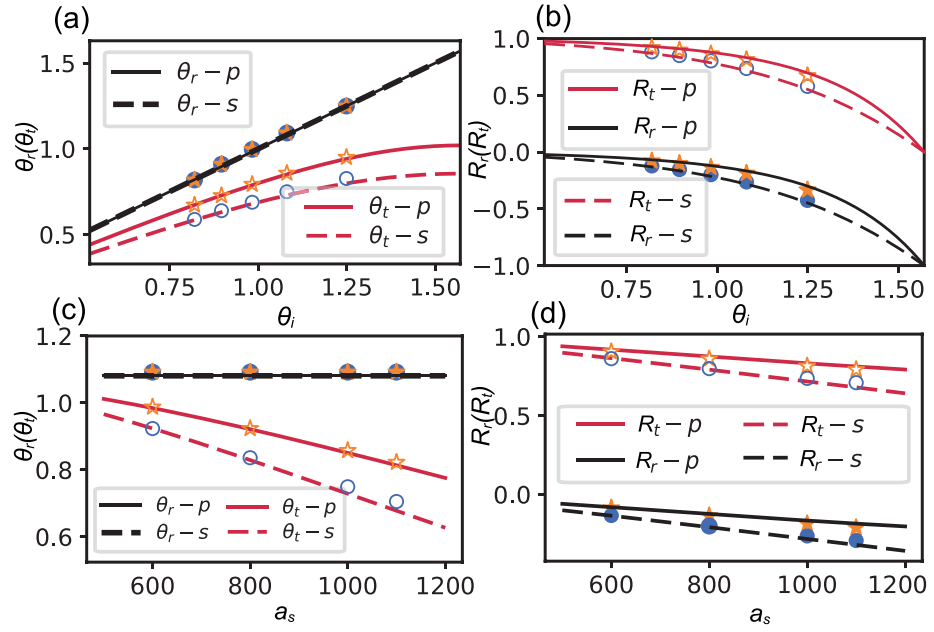 (a)
θr(θt)
1.5
1.0
0.5
θr − p
θr − s
θt − p
θt − s
0.75
1.00
1.25
1.50
θi
(b)
Rr(Rt)
1.0
0.5
−0.0
−0.5
−1.0
Rt − p
Rr − p
Rt − s
Rr − s
0.75
1.00
1.25
1.50
θi
(c)
θr(θt)
1.2
1.0
0.8
0.6
θr − p
θt − p
θr − s
θt − s
600
800
1000
1200
as
(d)
Rr(Rt)
1.0
0.5
0.0
Rt − p
Rt − s
Rr − p
Rr − s
600
800
1000
1200
as